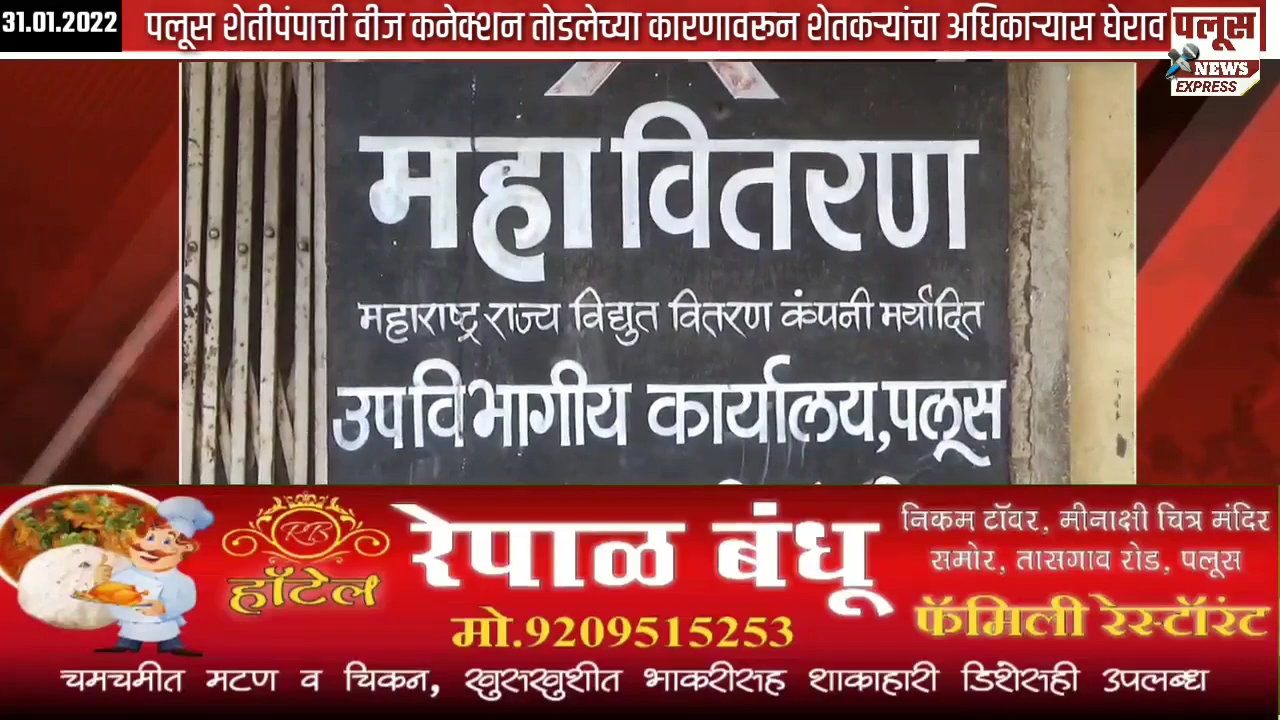 31.01.2022
पलूस शेतीपंपाची वीज कनेक्शन तोडलेच्या कारणावरून शेतकऱ्यांचा अधिकाऱ्यास घेराव
पलूस
NEWS
EXPRESS
महावितरण
महाराष्ट्र राज्य विद्युत वितरण कंपनी मर्यादित
उपविभागीय कार्यालय,पलूस
RB
हॉटेल
रेपाळ बंधू
मो.9209515253
निकम टॉवर, मीनाक्षी चित्र मंदिर
समोर, तासगाव रोड, पलूस
फॅमिली रेस्टॉरंट
चमचमीत मटण व चिकन, खुसखुशीत भाकरीसह शाकाहारी डिशेसही उपलब्ध